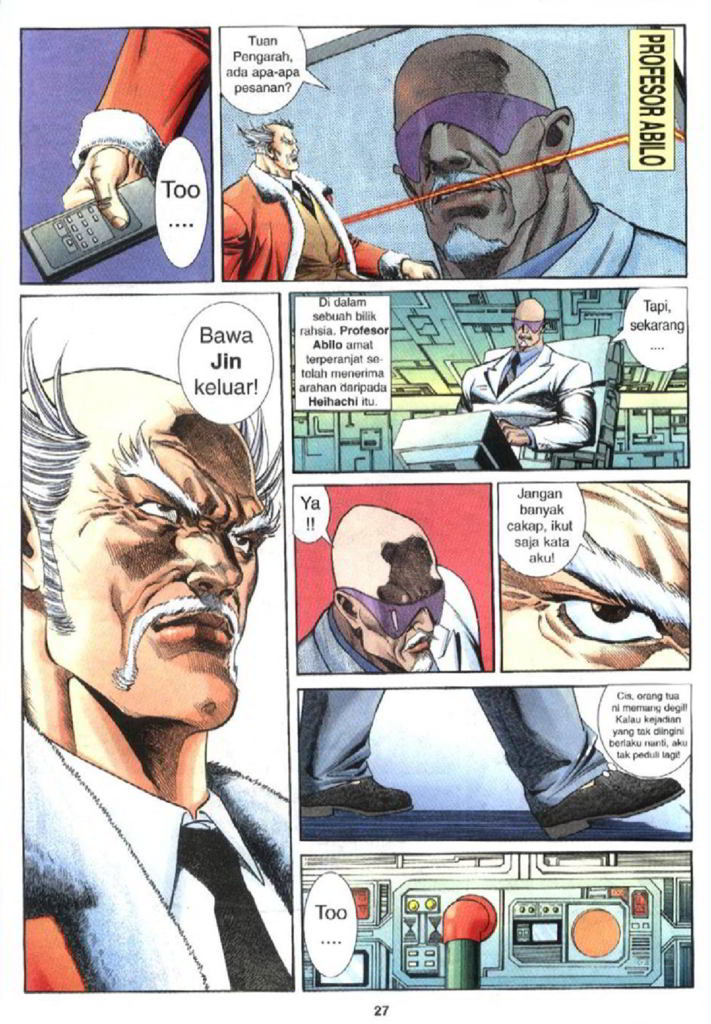 Too
....
Tuan
Pengarah,
ada apa-apa
pesanan?
PROFESOR ABILO
Bawa
Jin
keluar!
Di dalam
sebuah bilik
rahsia. Profesor
Abilo amat
terperanjat se-
telah menerima
arahan daripada
Heihachi itu.
Tapi,
sekarang
....
Ya
!!
Jangan
banyak
cakap, ikut
saja kata
aku!
Cis, orang tua
ni memang degil!
Kalau kejadian
yang tak diingini
berlaku nanti, aku
tak peduli lagi!
Too
....
27